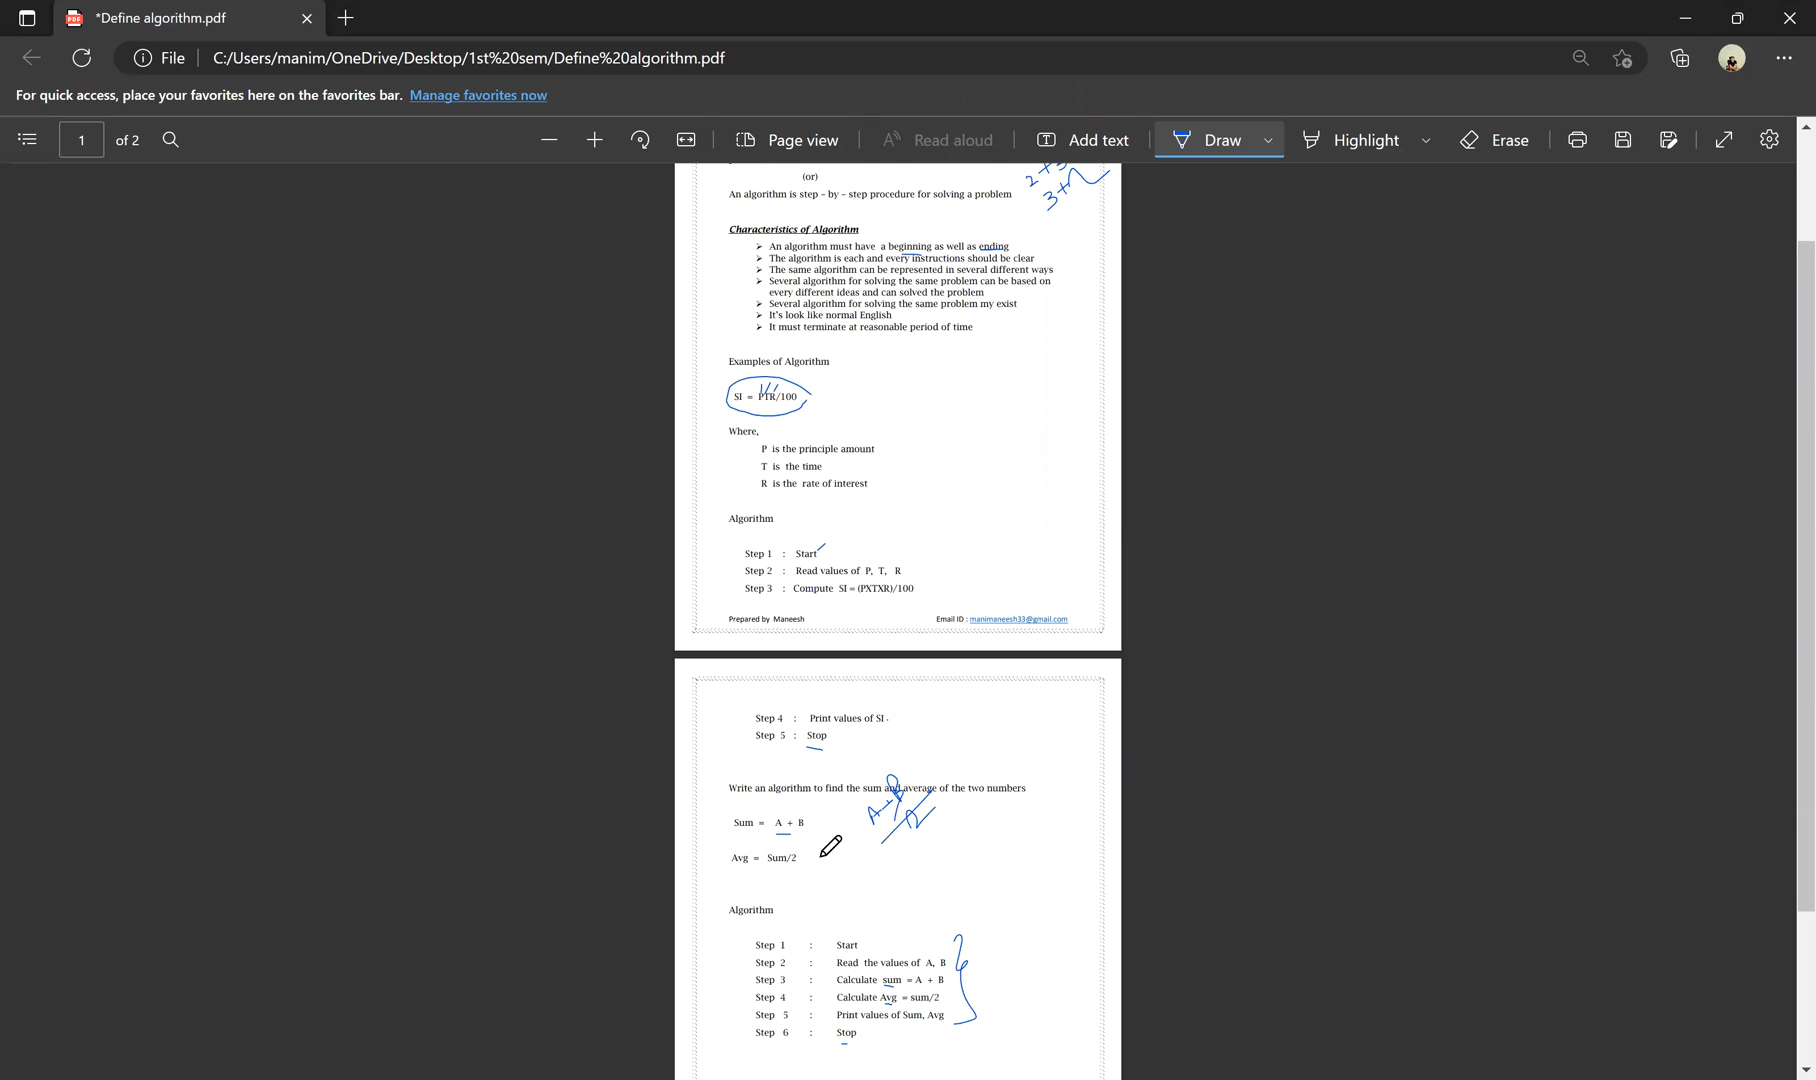 *Define algorithm.pdf
File
C:/Users/manim/OneDrive/Desktop/1st%20sem/Define%20algorithm.pdf
For quick access, place your favorites here on the favorites bar. Manage favorites now
1 of 2
Page view
Read aloud
Add text
Draw
Highlight
Erase
(or)
2 + 3
An algorithm is step – by – step procedure for solving a problem
3 +
Characteristics of Algorithm
➢ An algorithm must have a beginning as well as ending
➢ The algorithm is each and every instructions should be clear
➢ The same algorithm can be represented in several different ways
➢ Several algorithm for solving the same problem can be based on
every different ideas and can solved the problem
➢ Several algorithm for solving the same problem my exist
➢ It's look like normal English
➢ It must terminate at reasonable period of time
Examples of Algorithm
SI = PTR/100
Where,
P is the principle amount
T is the time
R is the rate of interest
Algorithm
Step 1 : Start
Step 2 : Read values of P, T, R
Step 3 : Compute SI = (PXTXR)/100
Prepared by Maneesh Email ID : manimaneesh33@gmail.com
Step 4 : Print values of SI .
Step 5 : Stop
Write an algorithm to find the sum and average of the two numbers
A + B / 2
Sum = A + B
Avg = Sum/2
Algorithm
Step 1 : Start
Step 2 : Read the values of A, B
Step 3 : Calculate sum = A + B
Step 4 : Calculate Avg = sum/2
Step 5 : Print values of Sum, Avg
Step 6 : Stop